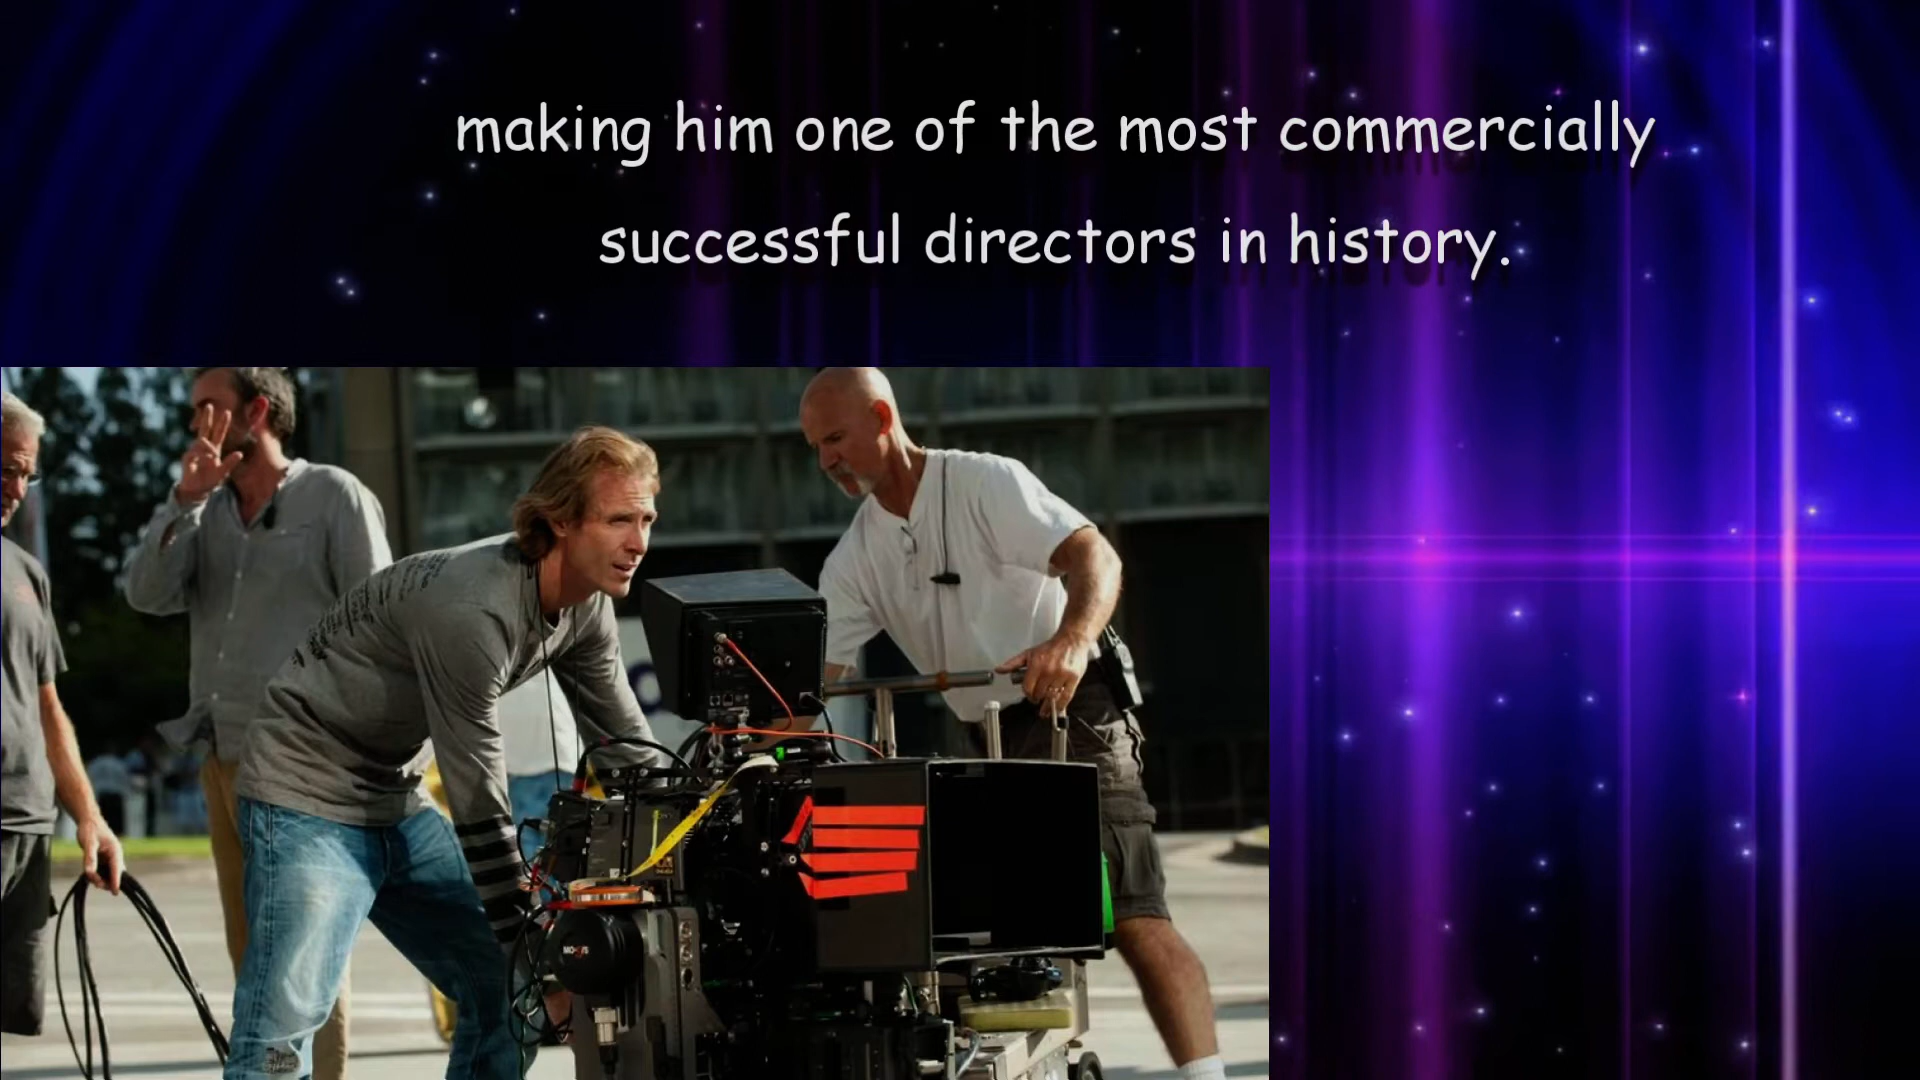 making him one of the most commercially
successful directors in history.